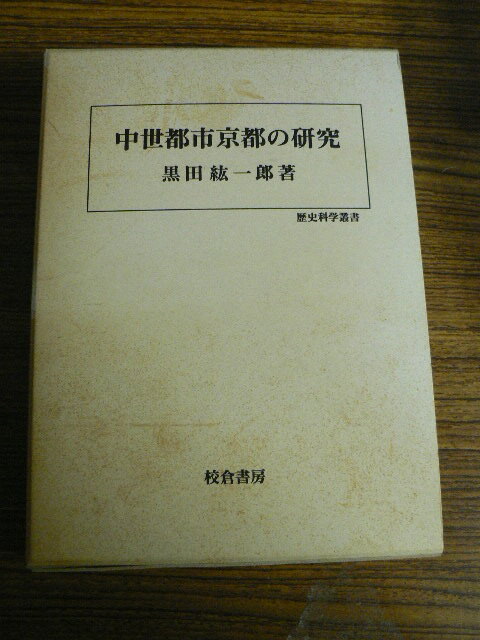 中世都市京都の研究
黒田紘一郎著
歴史科学叢書
校倉書房